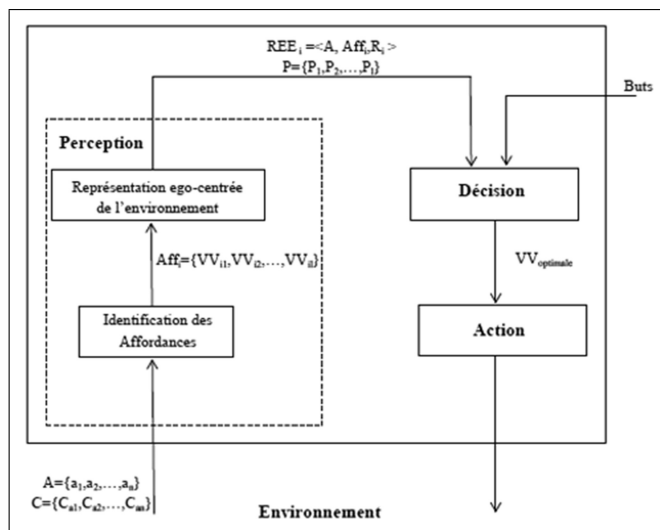 REE i =<A, Affi,Ri >
P={P1,P2,…,Pl}
Buts
Perception
Représentation ego-centrée
de l’environnement
Décision
Affi={VVi1,VVi2,…,VVil}
VVoptimale
Identification des
Affordances
Action
A={a1,a2,…,an}
C={Ca1,Ca2,…,Can}
Environnement